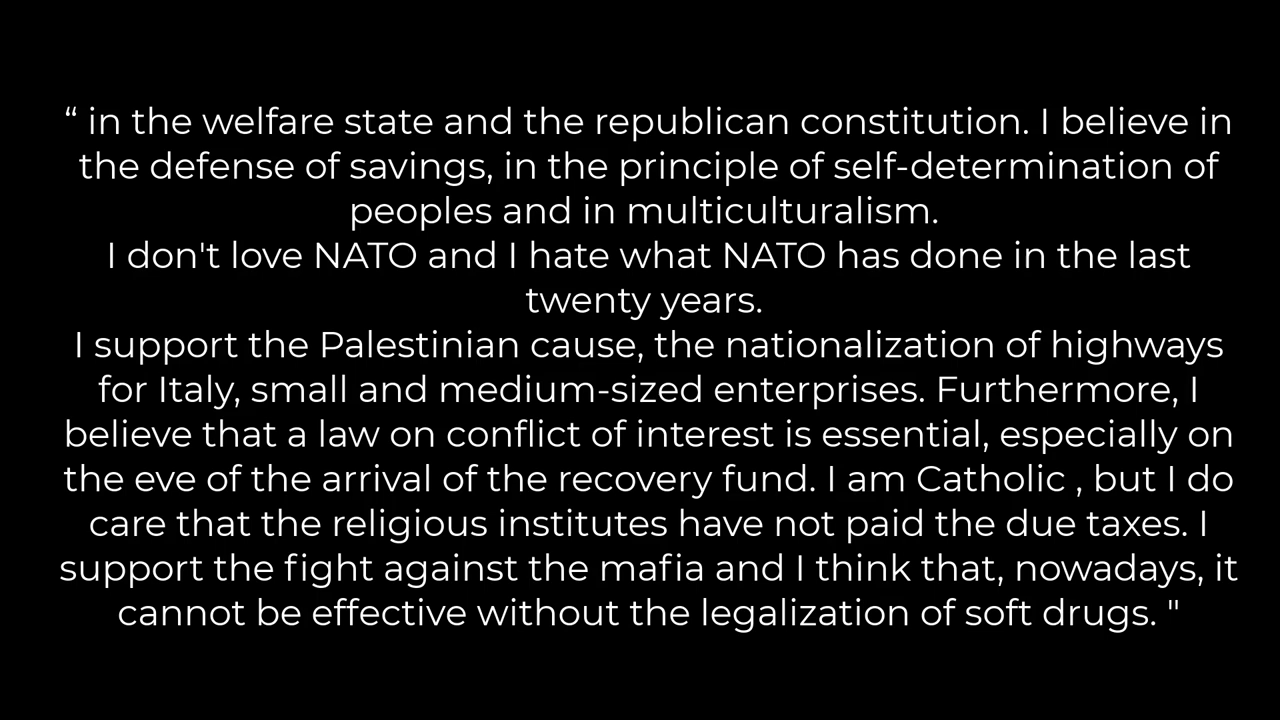 “ in the welfare state and the republican constitution. I believe in
the defense of savings, in the principle of self-determination of
peoples and in multiculturalism.
I don't love NATO and I hate what NATO has done in the last
twenty years.
I support the Palestinian cause, the nationalization of highways
for Italy, small and medium-sized enterprises. Furthermore, I
believe that a law on conflict of interest is essential, especially on
the eve of the arrival of the recovery fund. I am Catholic , but I do
care that the religious institutes have not paid the due taxes. I
support the fight against the mafia and I think that, nowadays, it
cannot be effective without the legalization of soft drugs. "